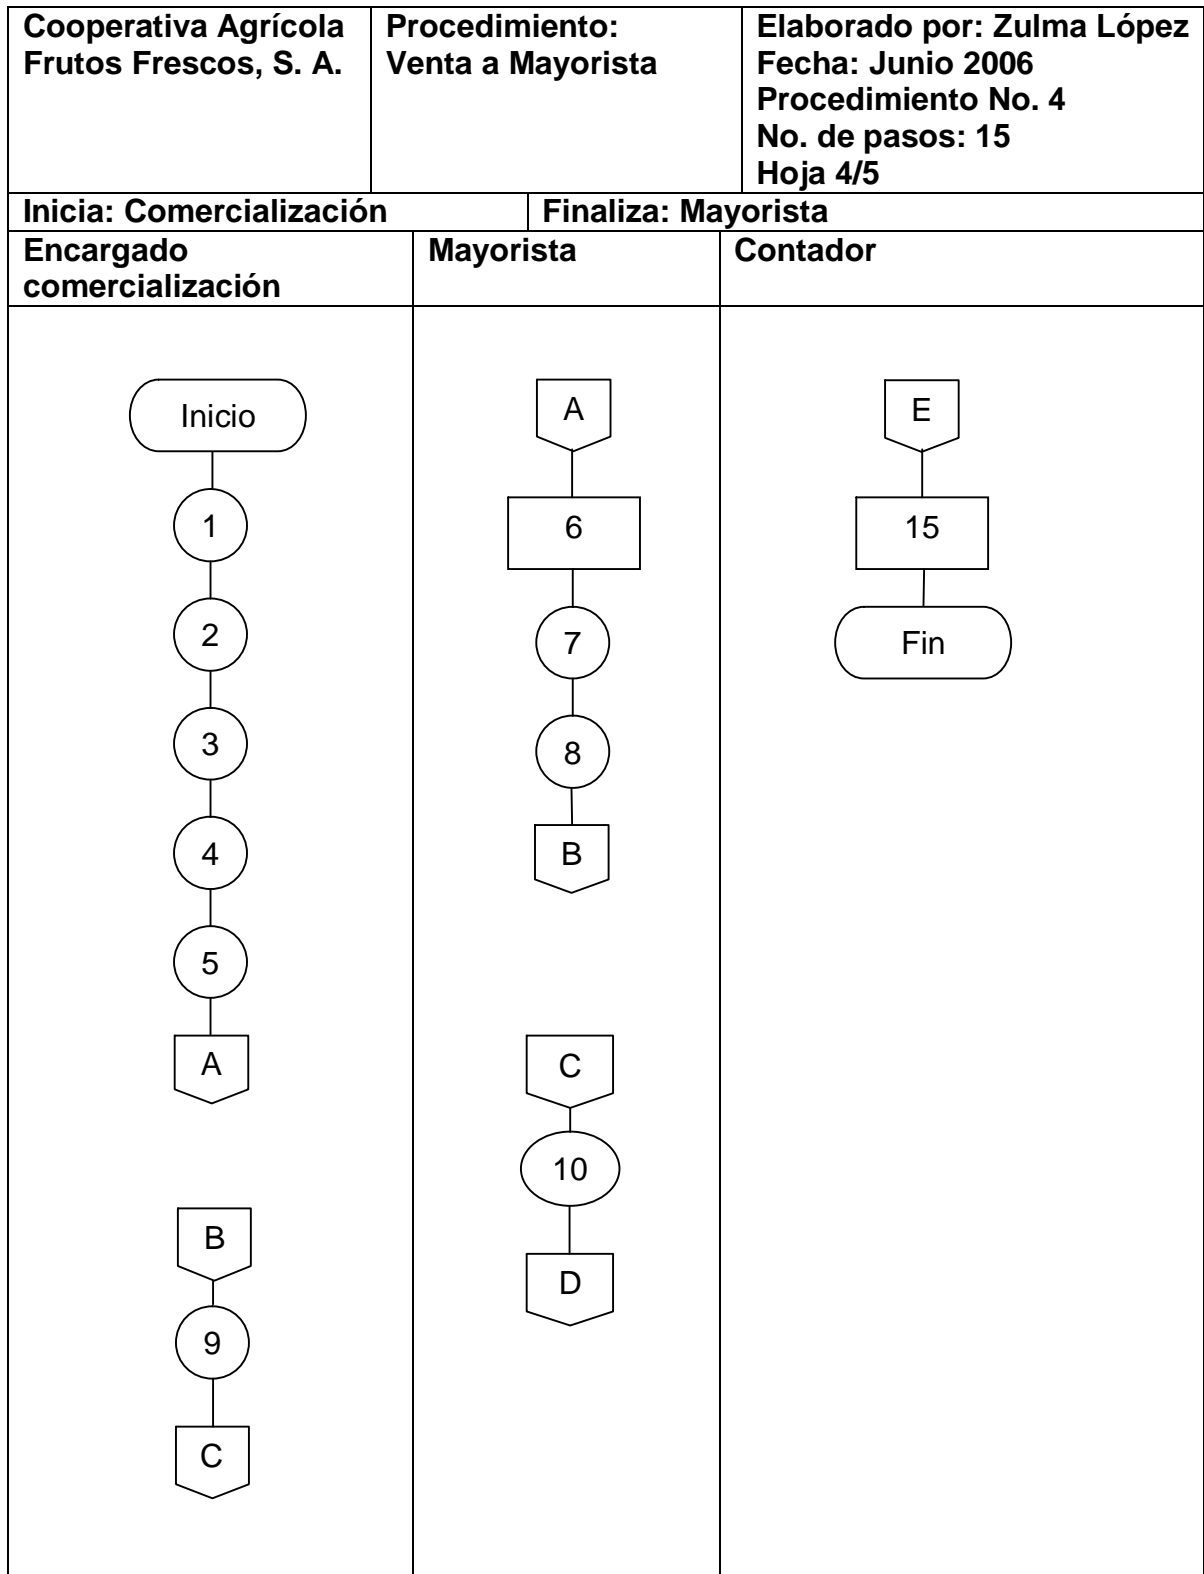 Cooperativa Agrícola
Frutos Frescos, S. A.
Procedimiento:
Venta a Mayorista
Elaborado por: Zulma López
Fecha: Junio 2006
Procedimiento No. 4
No. de pasos: 15
Hoja 4/5
Inicia: Comercialización
Finaliza: Mayorista
Encargado
comercialización
Mayorista
Contador
Inicio
1
2
3
4
5
A
B
9
C
A
6
7
8
B
C
10
D
E
15
Fin